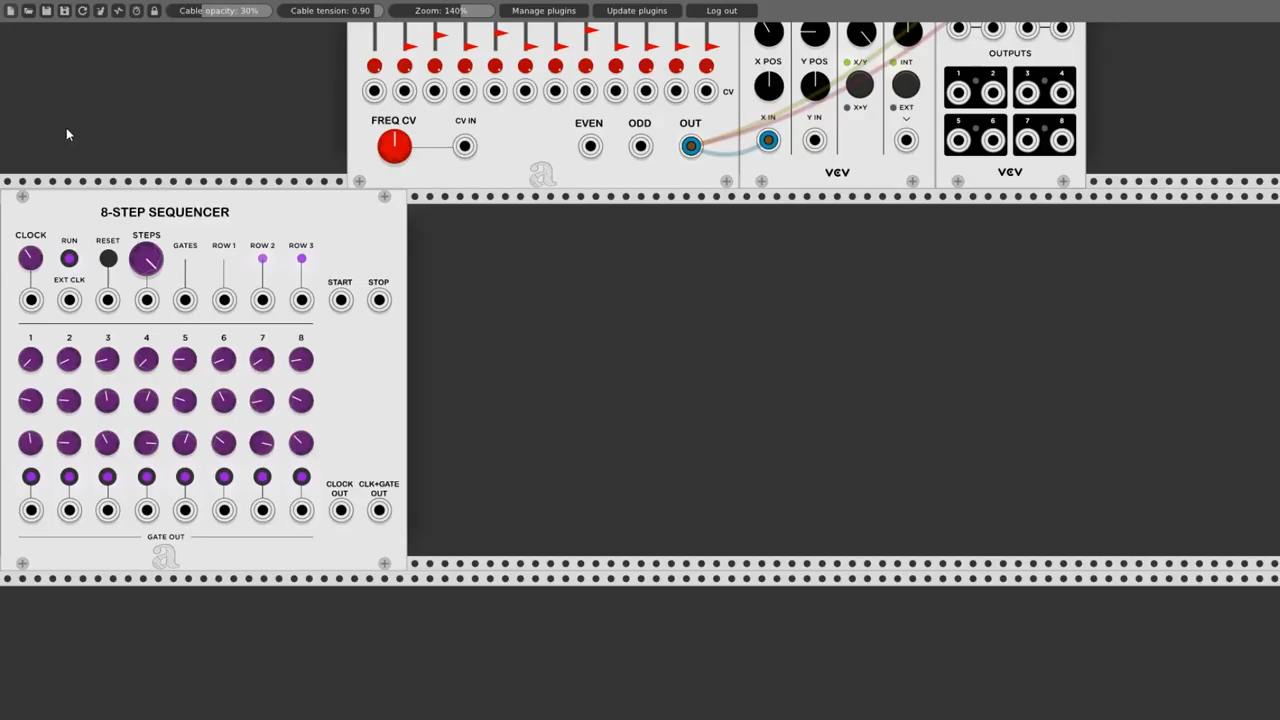 Cable opacity: 30% Cable tension: 0.90 Zoom: 140% Manage plugins Update plugins Log out
OUTPUTS
X POS Y POS X/Y INT
1 2 3 4
CV
X×Y EXT
FREQ CV CV IN EVEN ODD OUT X IN Y IN
5 6 7 8
VCV VCV
8-STEP SEQUENCER
CLOCK RUN RESET STEPS GATES ROW 1 ROW 2 ROW 3
EXT CLK START STOP
1 2 3 4 5 6 7 8
CLOCK OUT CLK+GATE OUT
GATE OUT
a